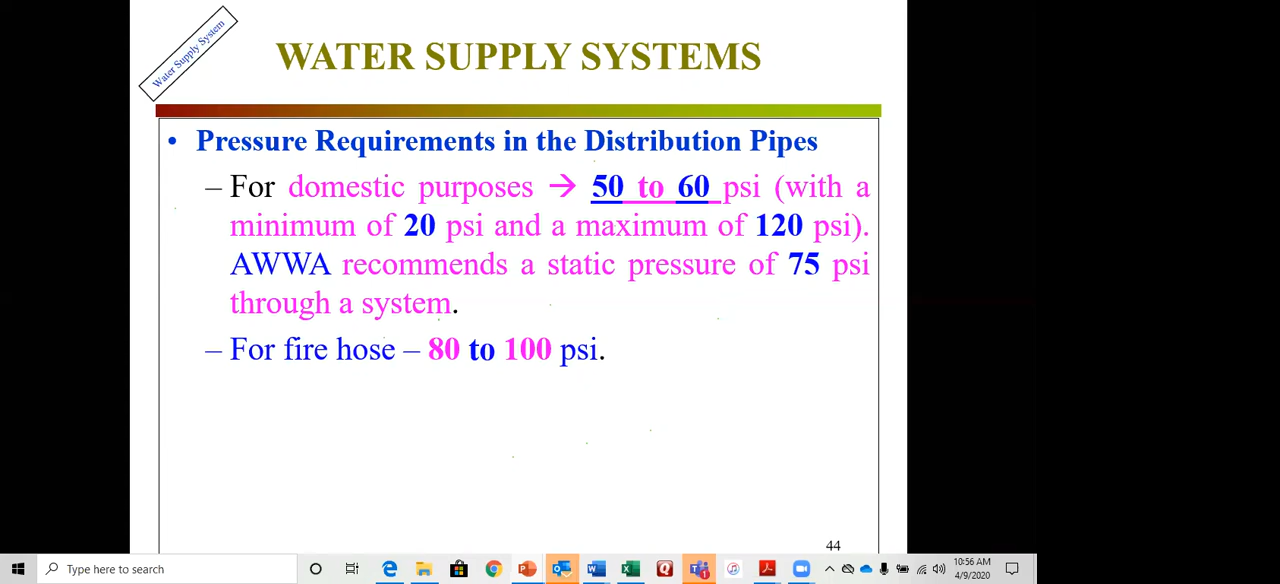 Water Supply System
WATER SUPPLY SYSTEMS
• Pressure Requirements in the Distribution Pipes
– For domestic purposes → 50 to 60 psi (with a
minimum of 20 psi and a maximum of 120 psi).
AWWA recommends a static pressure of 75 psi
through a system.
– For fire hose – 80 to 100 psi.
44
Type here to search
10:56 AM
4/9/2020